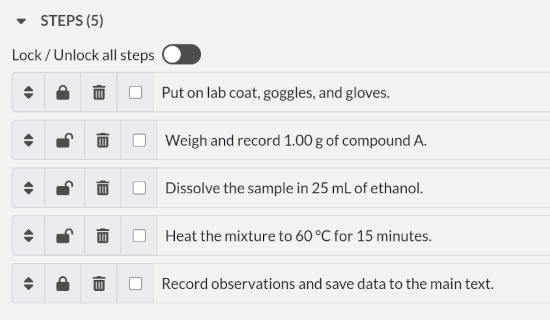 STEPS (5)
Lock / Unlock all steps
Put on lab coat, goggles, and gloves.
Weigh and record 1.00 g of compound A.
Dissolve the sample in 25 mL of ethanol.
Heat the mixture to 60 °C for 15 minutes.
Record observations and save data to the main text.